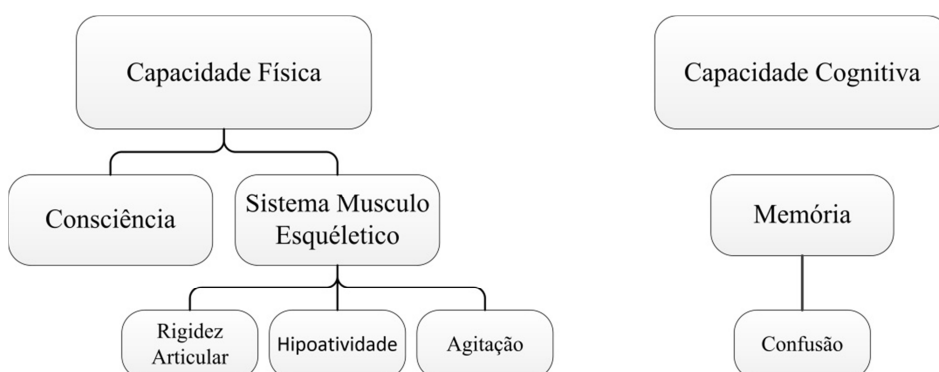 Capacidade Física
Capacidade Cognitiva
Consciência
Sistema Musculo
Esquéletico
Memória
Rigidez
Articular
Hipoatividade
Agitação
Confusão